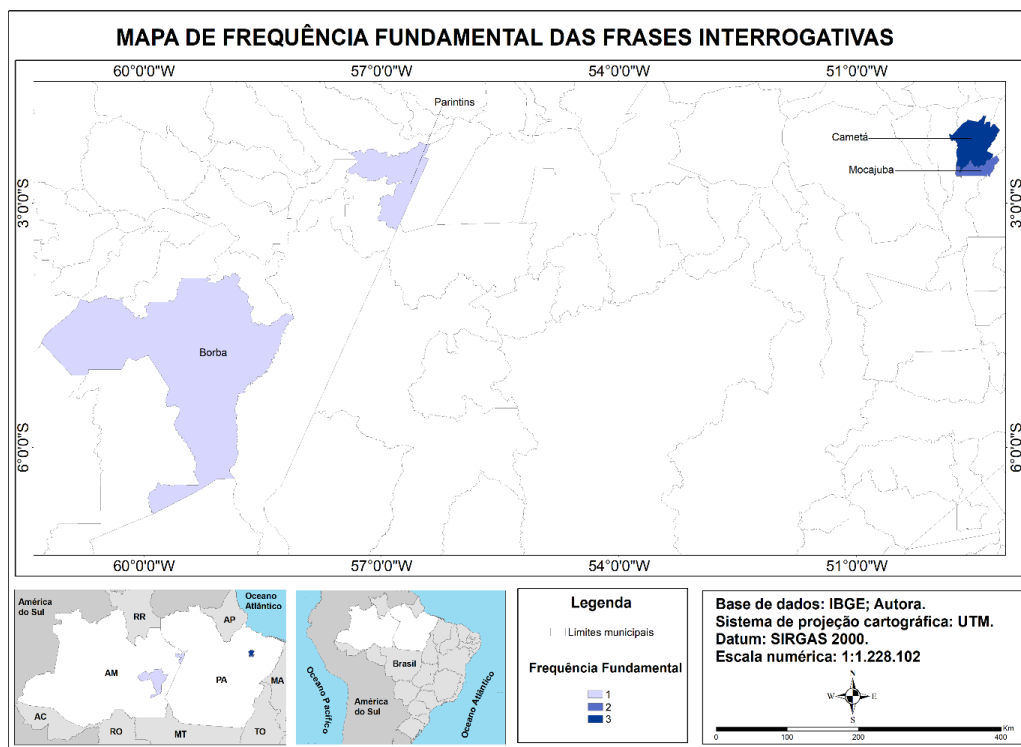 MAPA DE FREQUÊNCIA FUNDAMENTAL DAS FRASES INTERROGATIVAS
60°0'0"W 57°0'0"W 54°0'0"W 51°0'0"W
Parintins
Cametá
Mocajuba
3°0'0"S 3°0'0"S
Borba
6°0'0"S 6°0'0"S
60°0'0"W 57°0'0"W 54°0'0"W 51°0'0"W
América
do Sul
Oceano
Atlântico
RR
AP
AM
PA
MA
AC
RO
MT
TO
Brasil
América
do Sul
Oceano Pacífico
Oceano Atlântico
Legenda
Limites municipais
Frequência Fundamental
1
2
3
Base de dados: IBGE; Autora.
Sistema de projeção cartográfica: UTM.
Datum: SIRGAS 2000.
Escala numérica: 1:1.228.102
N
W E
S
Km
0 100 200 400